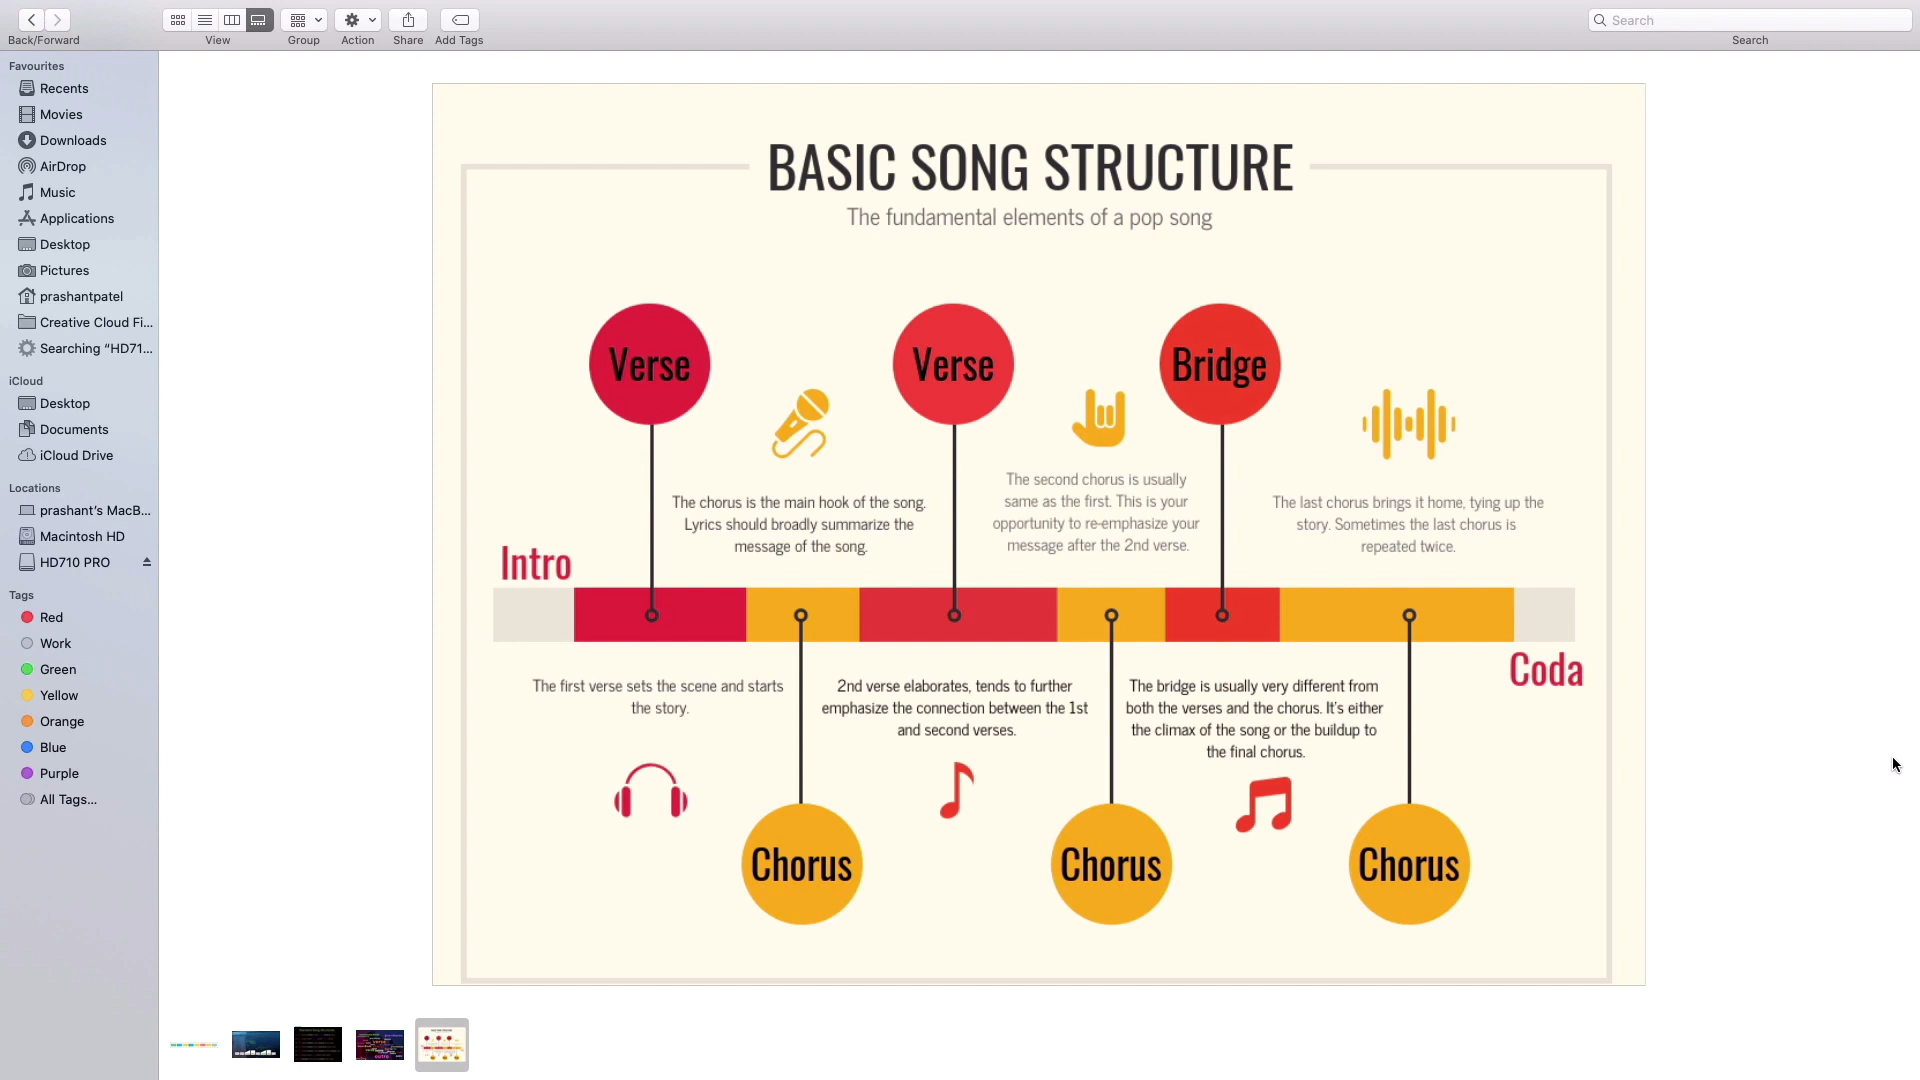 Back/Forward
View
Group
Action
Share
Add Tags
Search
Search
Favourites
Recents
Movies
Downloads
AirDrop
Music
Applications
Desktop
Pictures
prashantpatel
Creative Cloud Fi...
Searching “HD71...
iCloud
Desktop
Documents
iCloud Drive
Locations
prashant’s MacB...
Macintosh HD
HD710 PRO
Tags
Red
Work
Green
Yellow
Orange
Blue
Purple
All Tags...
BASIC SONG STRUCTURE
The fundamental elements of a pop song
Verse
Verse
Bridge
The chorus is the main hook of the song.
Lyrics should broadly summarize the
message of the song.
The second chorus is usually
same as the first. This is your
opportunity to re-emphasize your
message after the 2nd verse.
The last chorus brings it home, tying up the
story. Sometimes the last chorus is
repeated twice.
Intro
Coda
The first verse sets the scene and starts
the story.
2nd verse elaborates, tends to further
emphasize the connection between the 1st
and second verses.
The bridge is usually very different from
both the verses and the chorus. It's either
the climax of the song or the buildup to
the final chorus.
Chorus
Chorus
Chorus